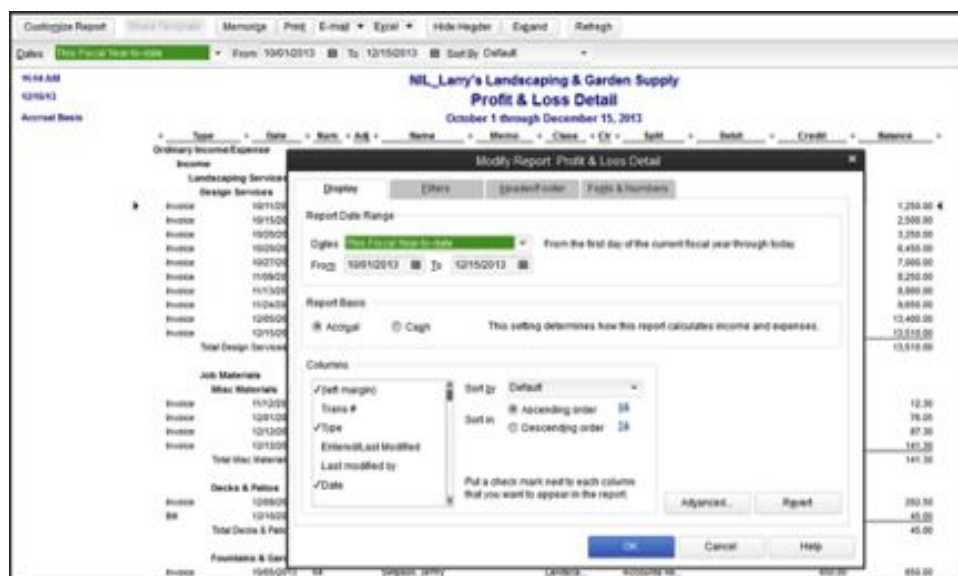 Customize Report Memorize Print E-mail Excel Hide Header Expand Refresh
Dates This Fiscal Year-to-date From 10/01/2013 To 12/15/2013 Sort By Default
NIL_Larry's Landscaping & Garden Supply
12/16/13
Profit & Loss Detail
Accrual Basis
October 1 through December 15, 2013
Type Date Num Adj Name Memo Class Clr Split Debit Credit Balance
Ordinary Income/Expense
Income
Landscaping Services
Design Services
Invoice 1,250.00
Invoice 2,500.00
Invoice 3,250.00
Invoice 6,450.00
Invoice 7,000.00
Invoice 8,250.00
Invoice
Invoice
Invoice 13,400.00
Invoice 13,510.00
Total Design Services 13,510.00
Job Materials
Misc Materials
Invoice 12.30
Invoice
Invoice 87.30
Invoice 141.30
Total Misc Materials 141.30
Decks & Patios
Invoice
Bill 45.00
Total Decks & Patio 45.00
Fountains & Gard
Invoice Landsca... 650.00
Modify Report: Profit & Loss Detail
Display Filters Header/Footer Fonts & Numbers
Report Date Range
Dates This Fiscal Year-to-date From the first day of the current fiscal year through today
From 10/01/2013 To 12/15/2013
Report Basis
Accrual Cash This setting determines how this report calculates income and expenses.
Columns
(left margin)
Trans #
Type
Entered/Last Modified
Last modified by
Date
Sort by Default
Sort in Ascending order
Descending order
Put a check mark next to each column
that you want to appear in the report.
Advanced... Revert
OK Cancel Help